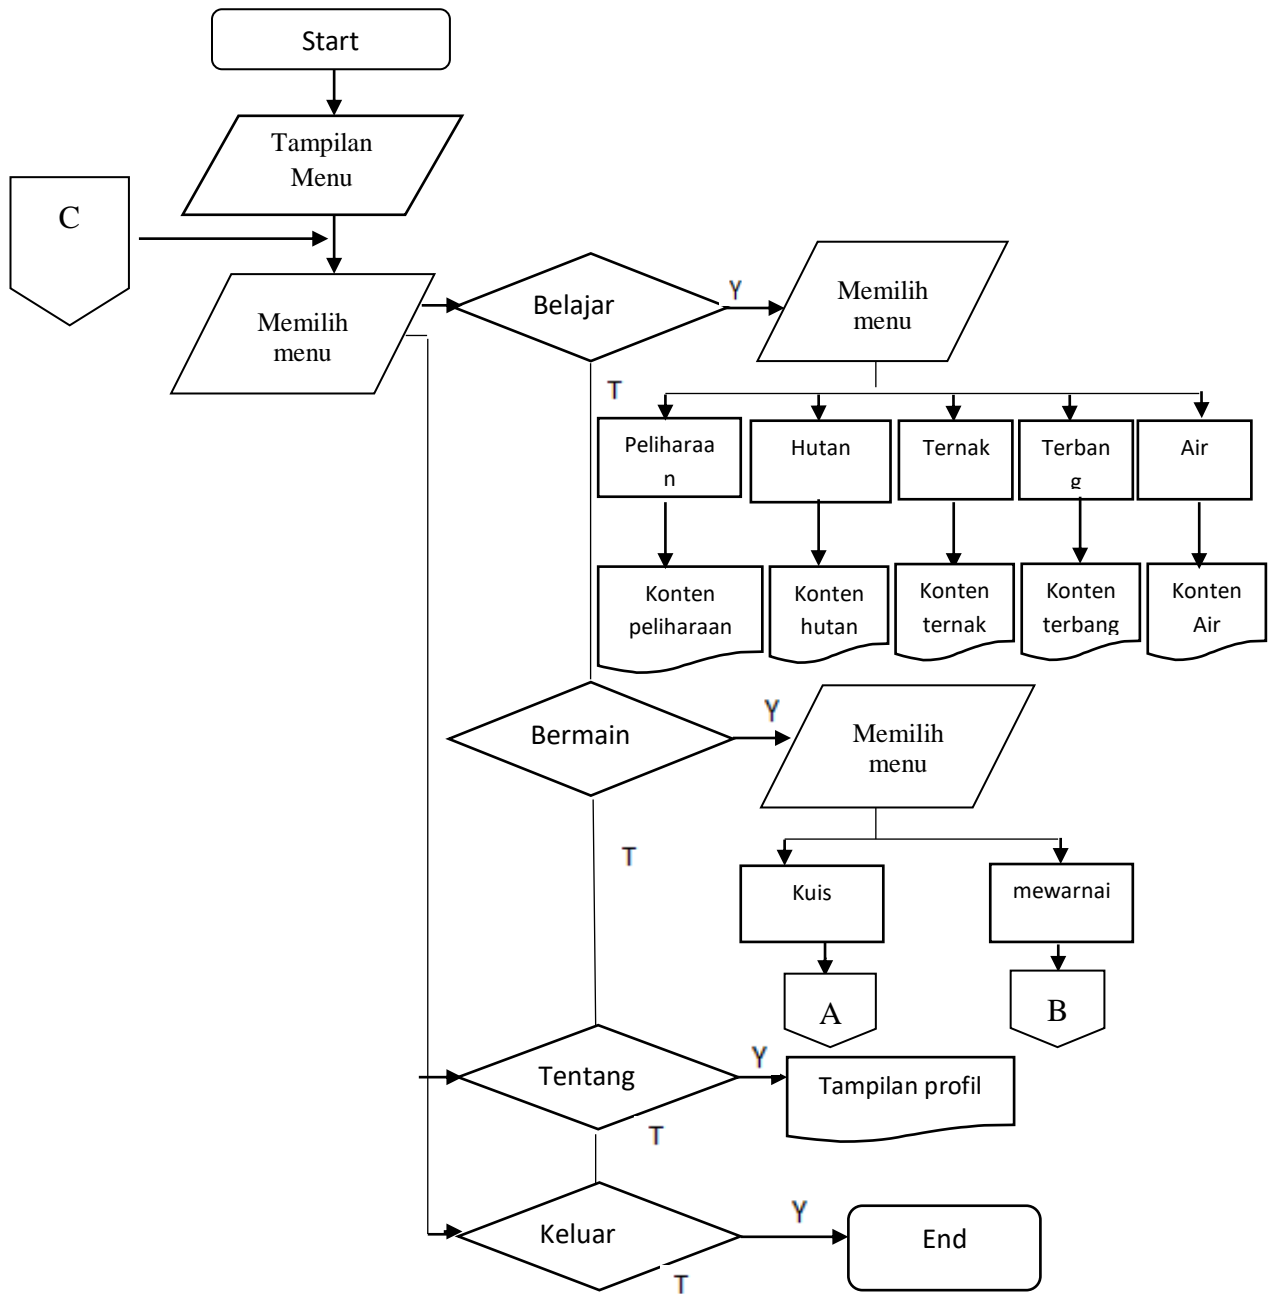 Start
Tampilan
Menu
C
Memilih
menu
Belajar
Y
Memilih
menu
T
Peliharaa
n
Hutan
Ternak
Terban
g
Air
Konten
peliharaan
Konten
hutan
Konten
ternak
Konten
terbang
Konten
Air
Bermain
Y
Memilih
menu
T
Kuis
mewarnai
A
B
Tentang
Y
Tampilan profil
T
Keluar
Y
End
T